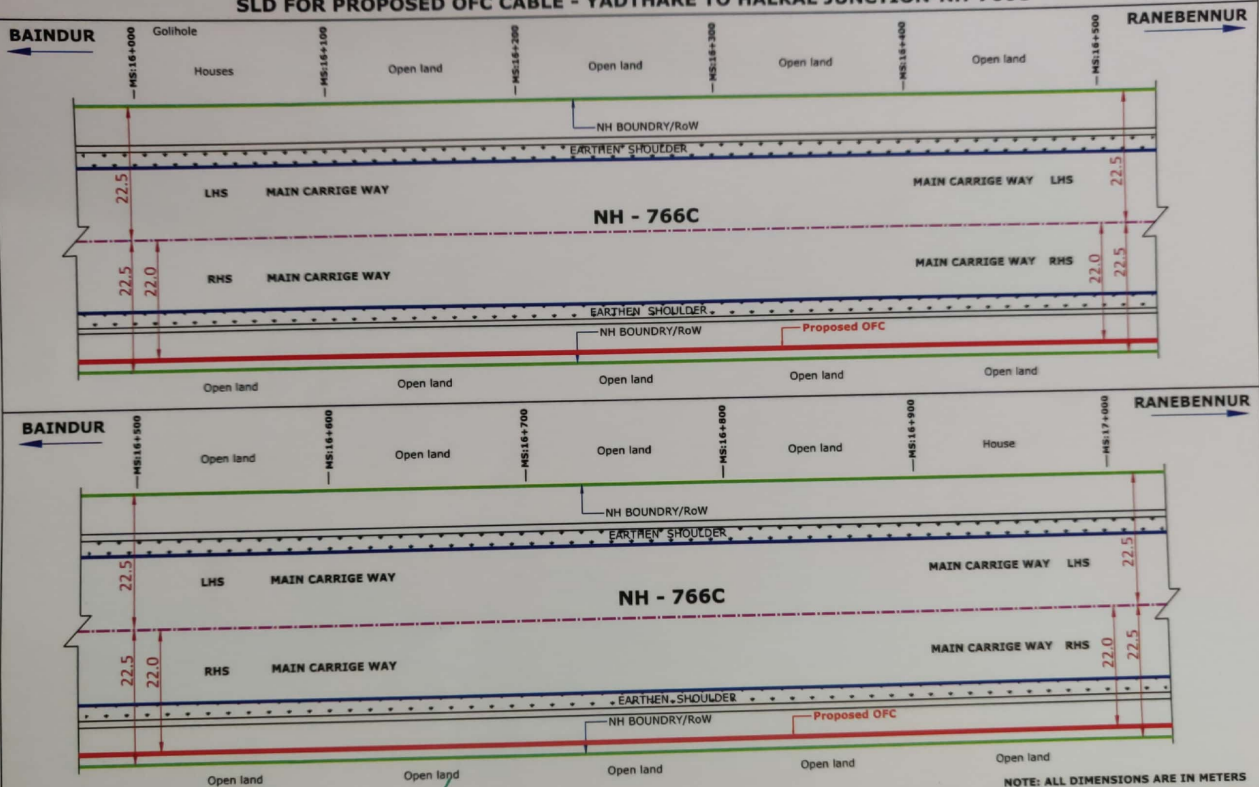 SLD FOR PROPOSED OFC CABLE - YADTHARE TO HALKAL JUNCTION
BAINDUR
RANEBENNUR
MS:16+000
Golihole
Houses
MS:16+100
Open land
MS:16+200
Open land
MS:16+300
Open land
MS:16+400
Open land
MS:16+500
NH BOUNDRY/RoW
EARTHEN SHOULDER
22.5
LHS MAIN CARRIGE WAY
MAIN CARRIGE WAY LHS
22.5
NH - 766C
22.5
22.0
RHS MAIN CARRIGE WAY
MAIN CARRIGE WAY RHS
22.0
22.5
EARTHEN SHOULDER
NH BOUNDRY/RoW
Proposed OFC
Open land
Open land
Open land
Open land
Open land
BAINDUR
RANEBENNUR
MS:16+500
Open land
MS:16+600
Open land
MS:16+700
Open land
MS:16+800
Open land
MS:16+900
House
MS:17+000
NH BOUNDRY/RoW
EARTHEN SHOULDER
22.5
LHS MAIN CARRIGE WAY
MAIN CARRIGE WAY LHS
22.5
NH - 766C
22.5
22.0
RHS MAIN CARRIGE WAY
MAIN CARRIGE WAY RHS
22.0
22.5
EARTHEN SHOULDER
NH BOUNDRY/RoW
Proposed OFC
Open land
Open land
Open land
Open land
Open land
NOTE: ALL DIMENSIONS ARE IN METERS